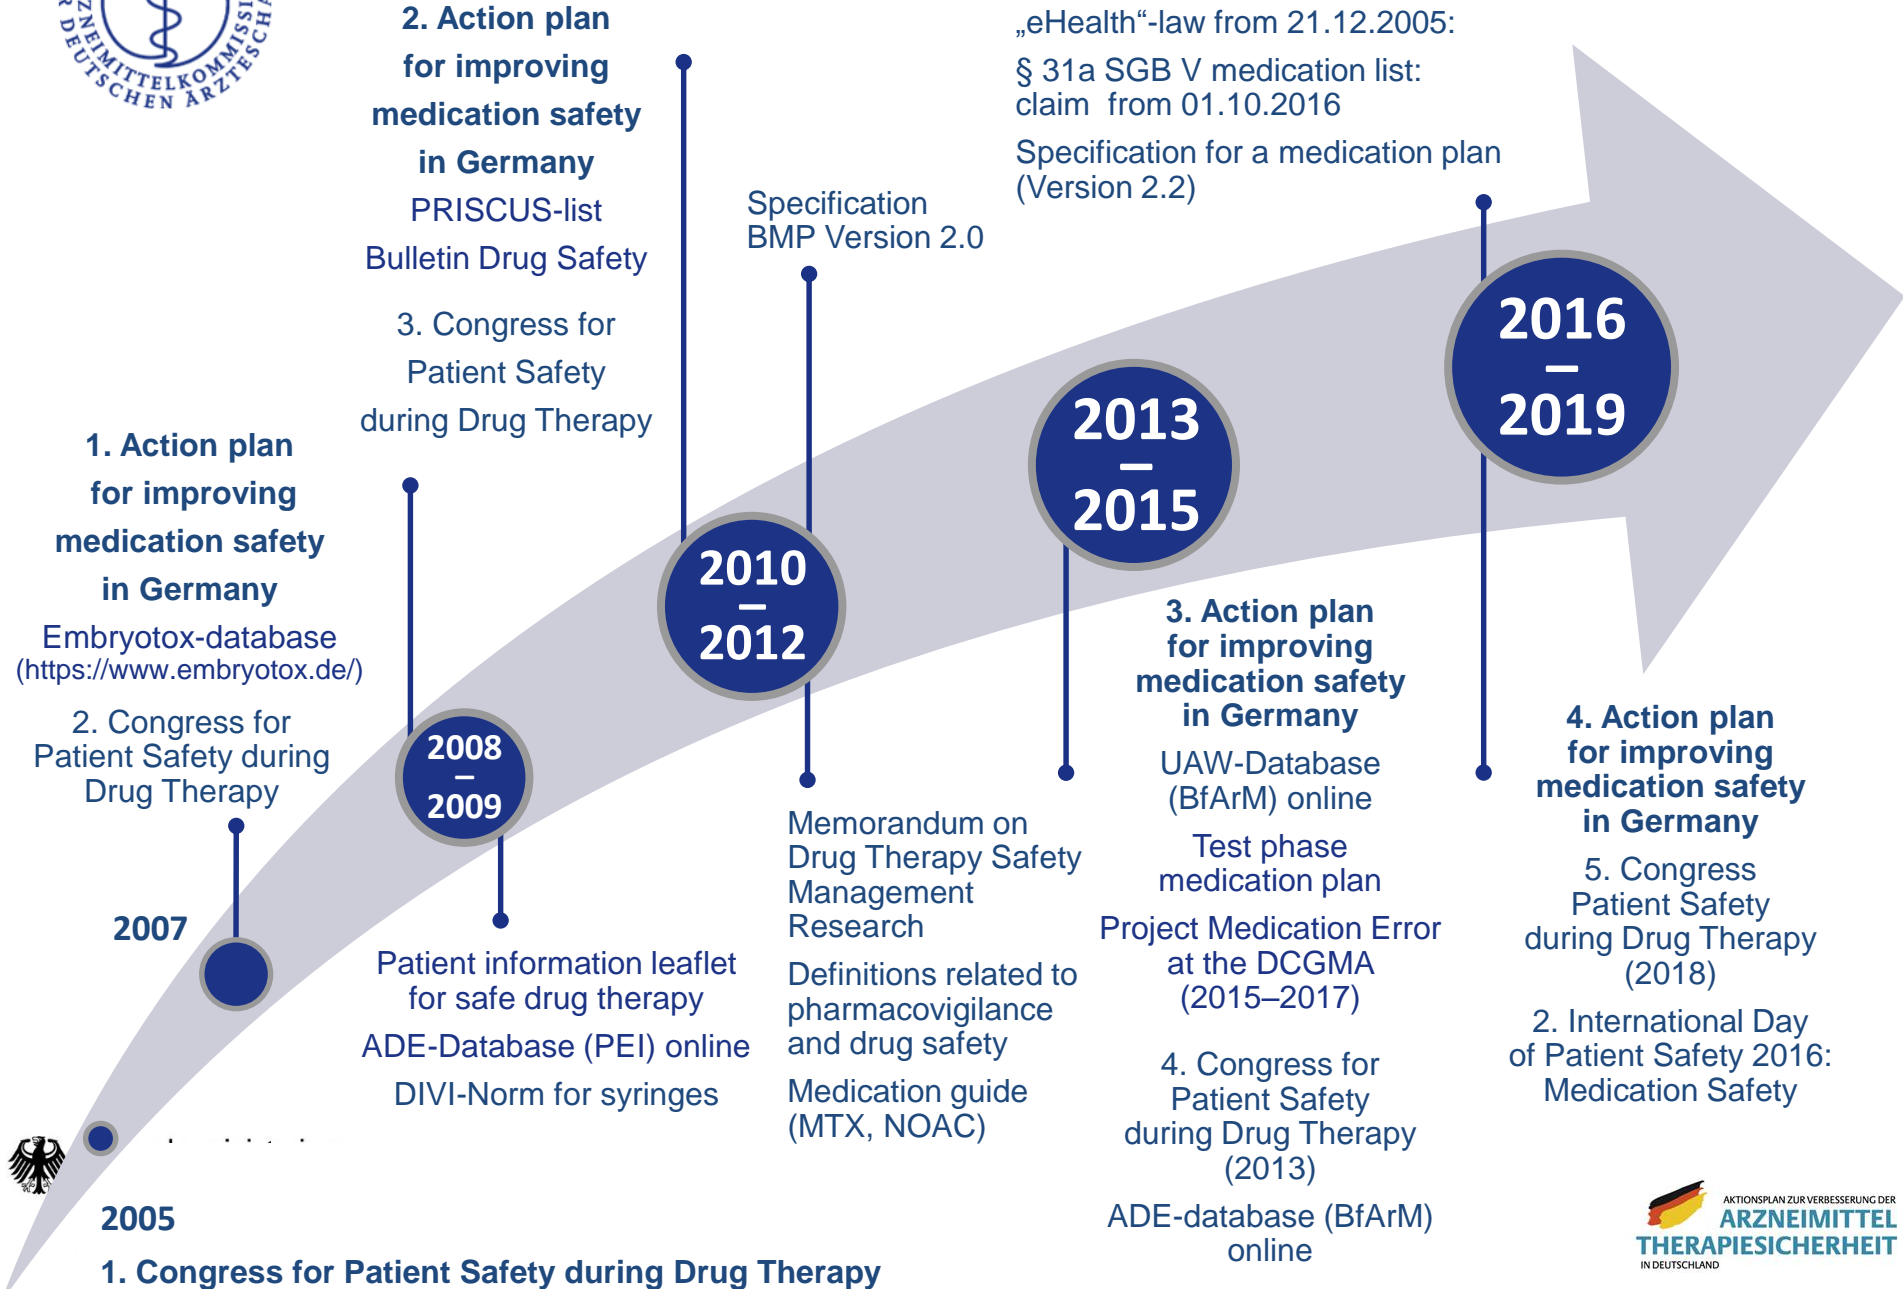 ARZNEIMITTELKOMMISSI
DEUTSCHEN ÄRZTESCHA
2. Action plan
for improving
medication safety
in Germany
PRISCUS-list
Bulletin Drug Safety
3. Congress for
Patient Safety
during Drug Therapy
„eHealth“-law from 21.12.2005:
§ 31a SGB V medication list:
claim from 01.10.2016
Specification for a medication plan
(Version 2.2)
Specification
BMP Version 2.0
1. Action plan
for improving
medication safety
in Germany
Embryotox-database
(https://www.embryotox.de/)
2. Congress for
Patient Safety during
Drug Therapy
2016
–
2019
2013
–
2015
2010
–
2012
2008
–
2009
2007
Patient information leaflet
for safe drug therapy
ADE-Database (PEI) online
DIVI-Norm for syringes
Memorandum on
Drug Therapy Safety
Management
Research
Definitions related to
pharmacovigilance
and drug safety
Medication guide
(MTX, NOAC)
3. Action plan
for improving
medication safety
in Germany
UAW-Database
(BfArM) online
Test phase
medication plan
Project Medication Error
at the DCGMA
(2015–2017)
4. Congress for
Patient Safety
during Drug Therapy
(2013)
ADE-database (BfArM)
online
4. Action plan
for improving
medication safety
in Germany
5. Congress
Patient Safety
during Drug Therapy
(2018)
2. International Day
of Patient Safety 2016:
Medication Safety
2005
1. Congress for Patient Safety during Drug Therapy
AKTIONSPLAN ZUR VERBESSERUNG DER
ARZNEIMITTEL
THERAPIESICHERHEIT
IN DEUTSCHLAND